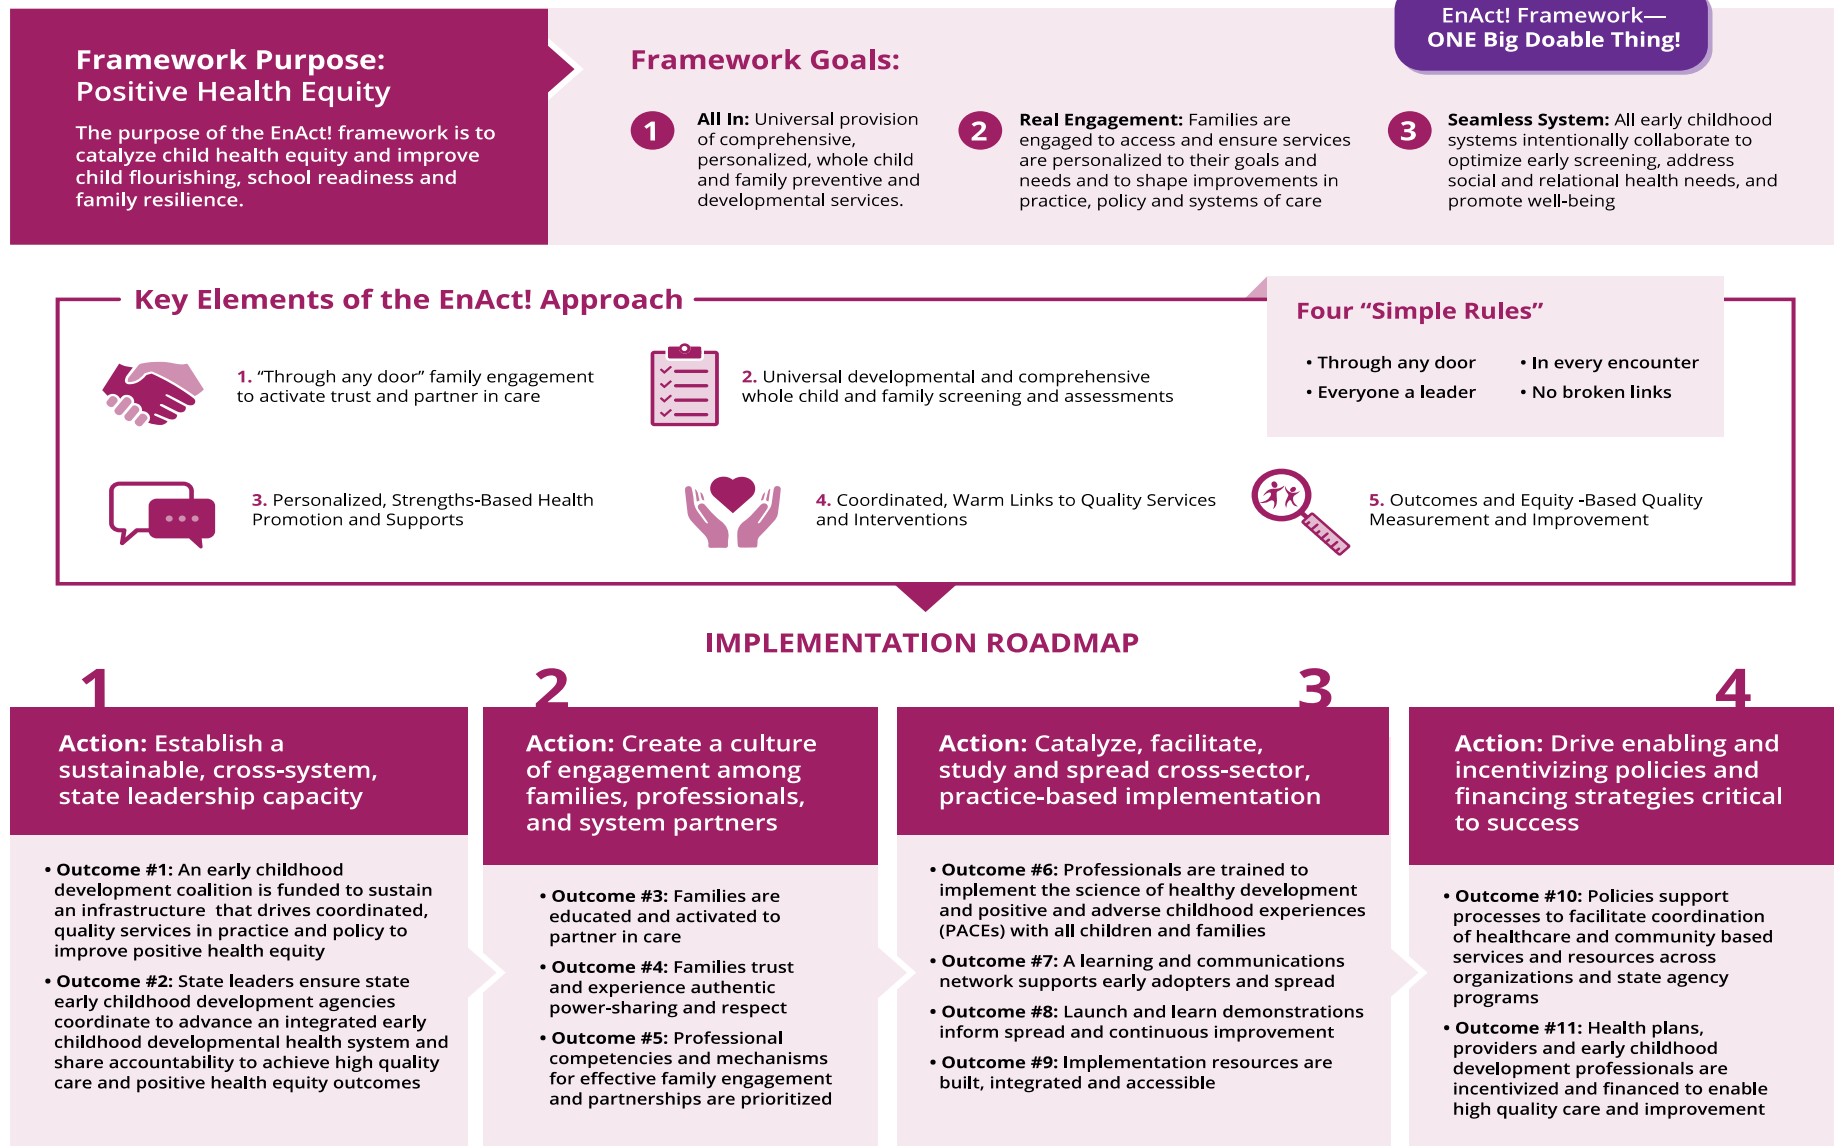 EnAct! Framework—
ONE Big Doable Thing!
Framework Purpose:
Positive Health Equity
The purpose of the EnAct! framework is to
catalyze child health equity and improve
child flourishing, school readiness and
family resilience.
Framework Goals:
1
All In: Universal provision
of comprehensive,
personalized, whole child
and family preventive and
developmental services.
2
Real Engagement: Families are
engaged to access and ensure services
are personalized to their goals and
needs and to shape improvements in
practice, policy and systems of care
3
Seamless System: All early childhood
systems intentionally collaborate to
optimize early screening, address
social and relational health needs, and
promote well-being
Key Elements of the EnAct! Approach
1. “Through any door” family engagement
to activate trust and partner in care
2. Universal developmental and comprehensive
whole child and family screening and assessments
Four “Simple Rules”
• Through any door
• In every encounter
• Everyone a leader
• No broken links
3. Personalized, Strengths-Based Health
Promotion and Supports
4. Coordinated, Warm Links to Quality Services
and Interventions
5. Outcomes and Equity -Based Quality
Measurement and Improvement
IMPLEMENTATION ROADMAP
1
Action: Establish a
sustainable, cross-system,
state leadership capacity
• Outcome #1: An early childhood
development coalition is funded to sustain
an infrastructure  that drives coordinated,
quality services in practice and policy to
improve positive health equity
• Outcome #2: State leaders ensure state
early childhood development agencies
coordinate to advance an integrated early
childhood developmental health system and
share accountability to achieve high quality
care and positive health equity outcomes
2
Action: Create a culture
of engagement among
families, professionals,
and system partners
• Outcome #3: Families are
educated and activated to
partner in care
• Outcome #4: Families trust
and experience authentic
power-sharing and respect
• Outcome #5: Professional
competencies and mechanisms
for effective family engagement
and partnerships are prioritized
3
Action: Catalyze, facilitate,
study and spread cross-sector,
practice-based implementation
• Outcome #6: Professionals are trained to
implement the science of healthy development
and positive and adverse childhood experiences
(PACEs) with all children and families
• Outcome #7: A learning and communications
network supports early adopters and spread
• Outcome #8: Launch and learn demonstrations
inform spread and continuous improvement
• Outcome #9: Implementation resources are
built, integrated and accessible
4
Action: Drive enabling and
incentivizing policies and
financing strategies critical
to success
• Outcome #10: Policies support
processes to facilitate coordination
of healthcare and community based
services and resources across
organizations and state agency
programs
• Outcome #11: Health plans,
providers and early childhood
development professionals are
incentivized and financed to enable
high quality care and improvement